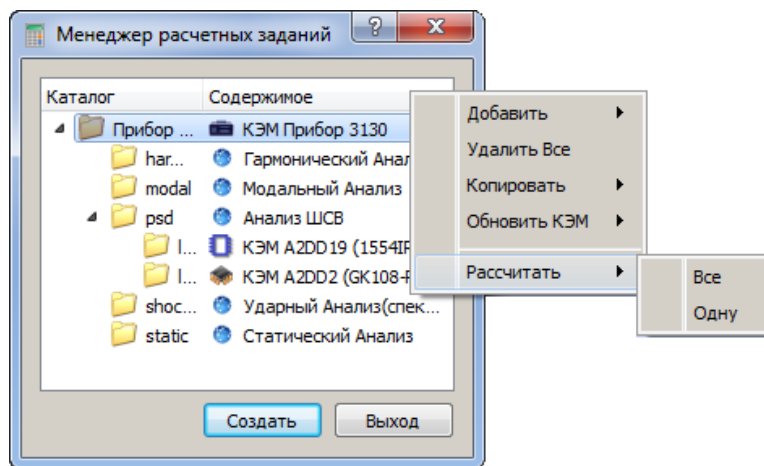 Менеджер расчетных заданий
Каталог Содержимое
Прибор ... КЭМ Прибор 3130
har... Гармонический Анал
modal Модальный Анализ
psd Анализ ШСВ
l... КЭМ A2DD19 (1554IF
l... КЭМ A2DD2 (GK108-F
shoc... Ударный Анализ(спек...
static Статический Анализ
Создать Выход
Добавить
Удалить Все
Копировать
Обновить КЭМ
Рассчитать
Все
Одну